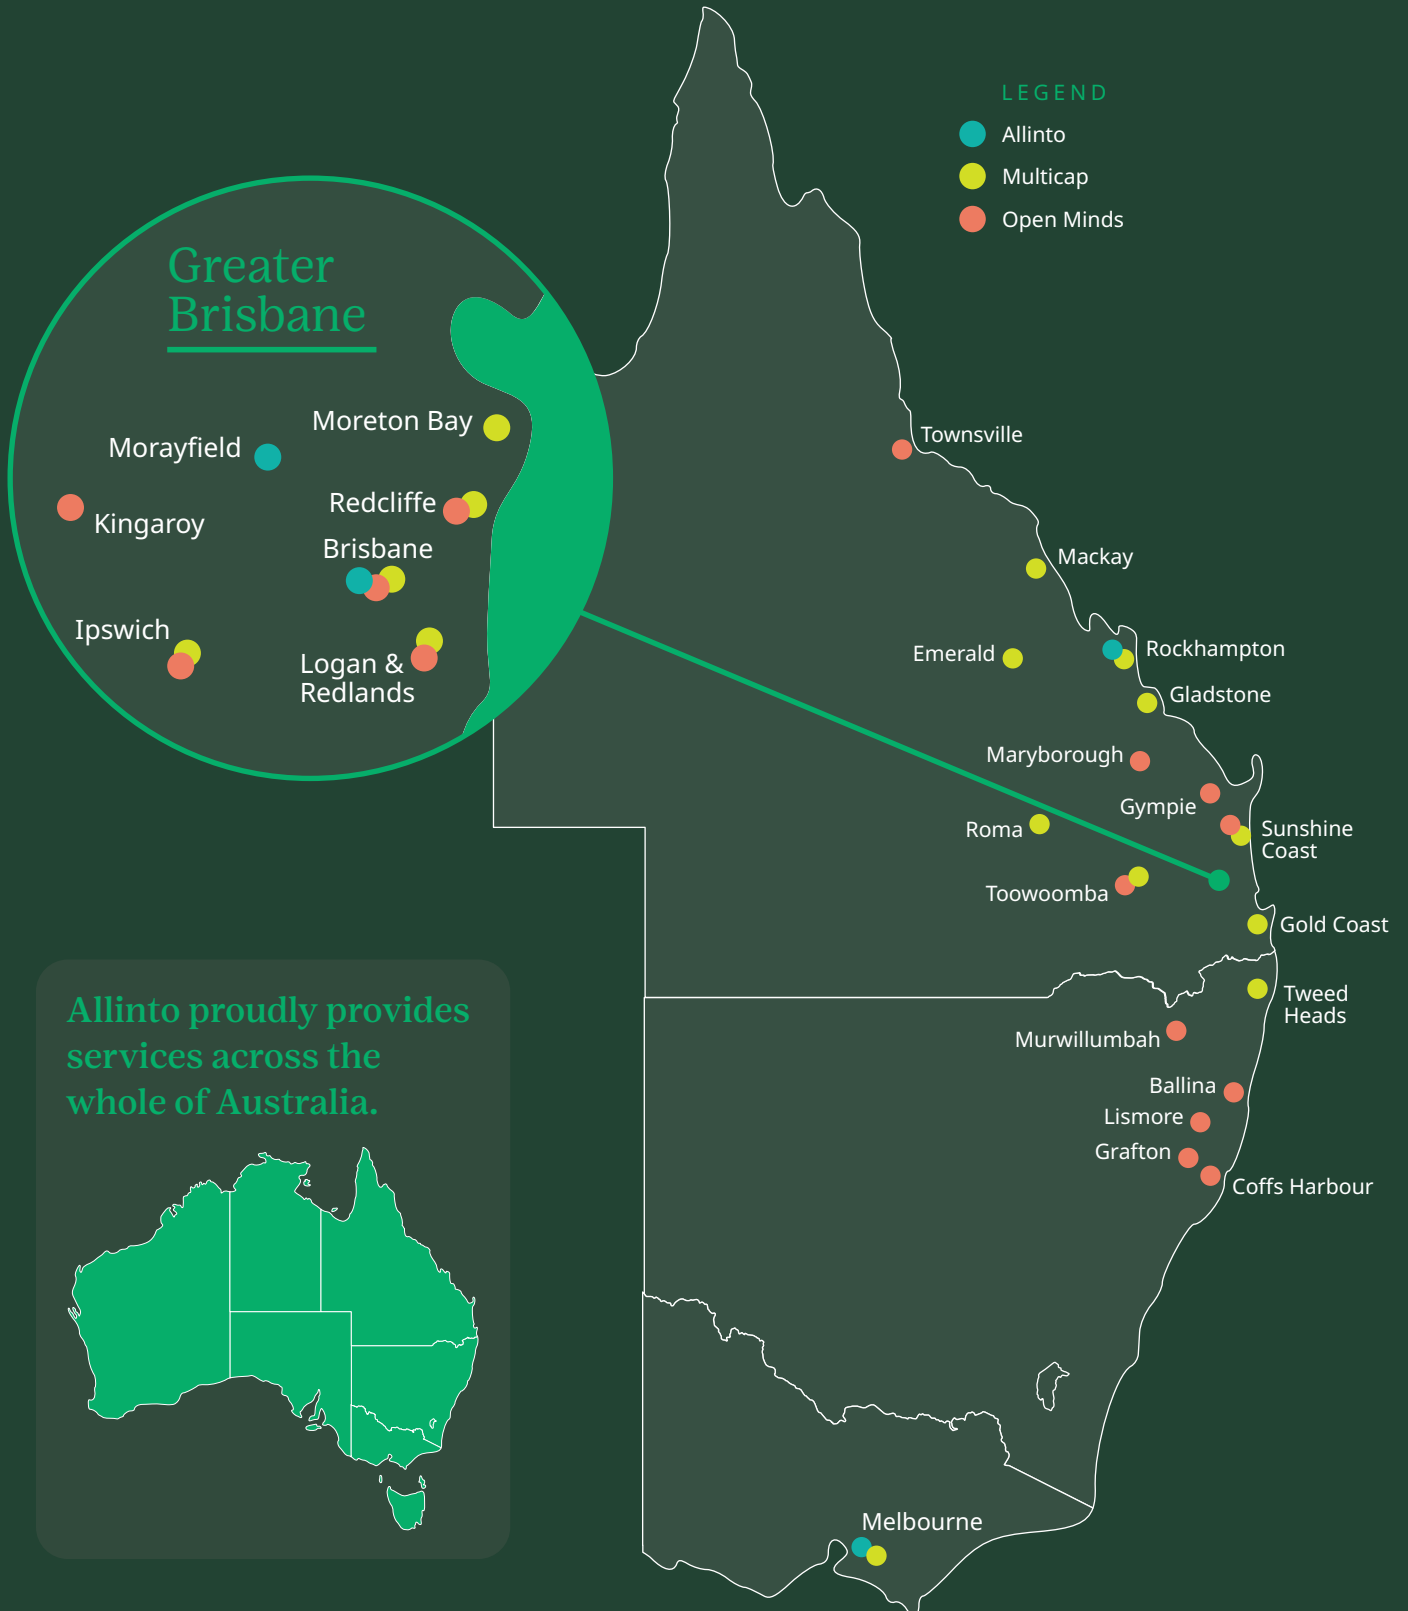 LEGEND
Allinto
Multicap
Open Minds
Greater
Brisbane
Moreton Bay
Morayfield
Redcliffe
Kingaroy
Brisbane
Ipswich
Logan &
Redlands
Townsville
Mackay
Emerald
Rockhampton
Gladstone
Maryborough
Gympie
Roma
Sunshine
Coast
Toowoomba
Gold Coast
Tweed
Heads
Murwillumbah
Ballina
Lismore
Grafton
Coffs Harbour
Melbourne
Allinto proudly provides
services across the
whole of Australia.